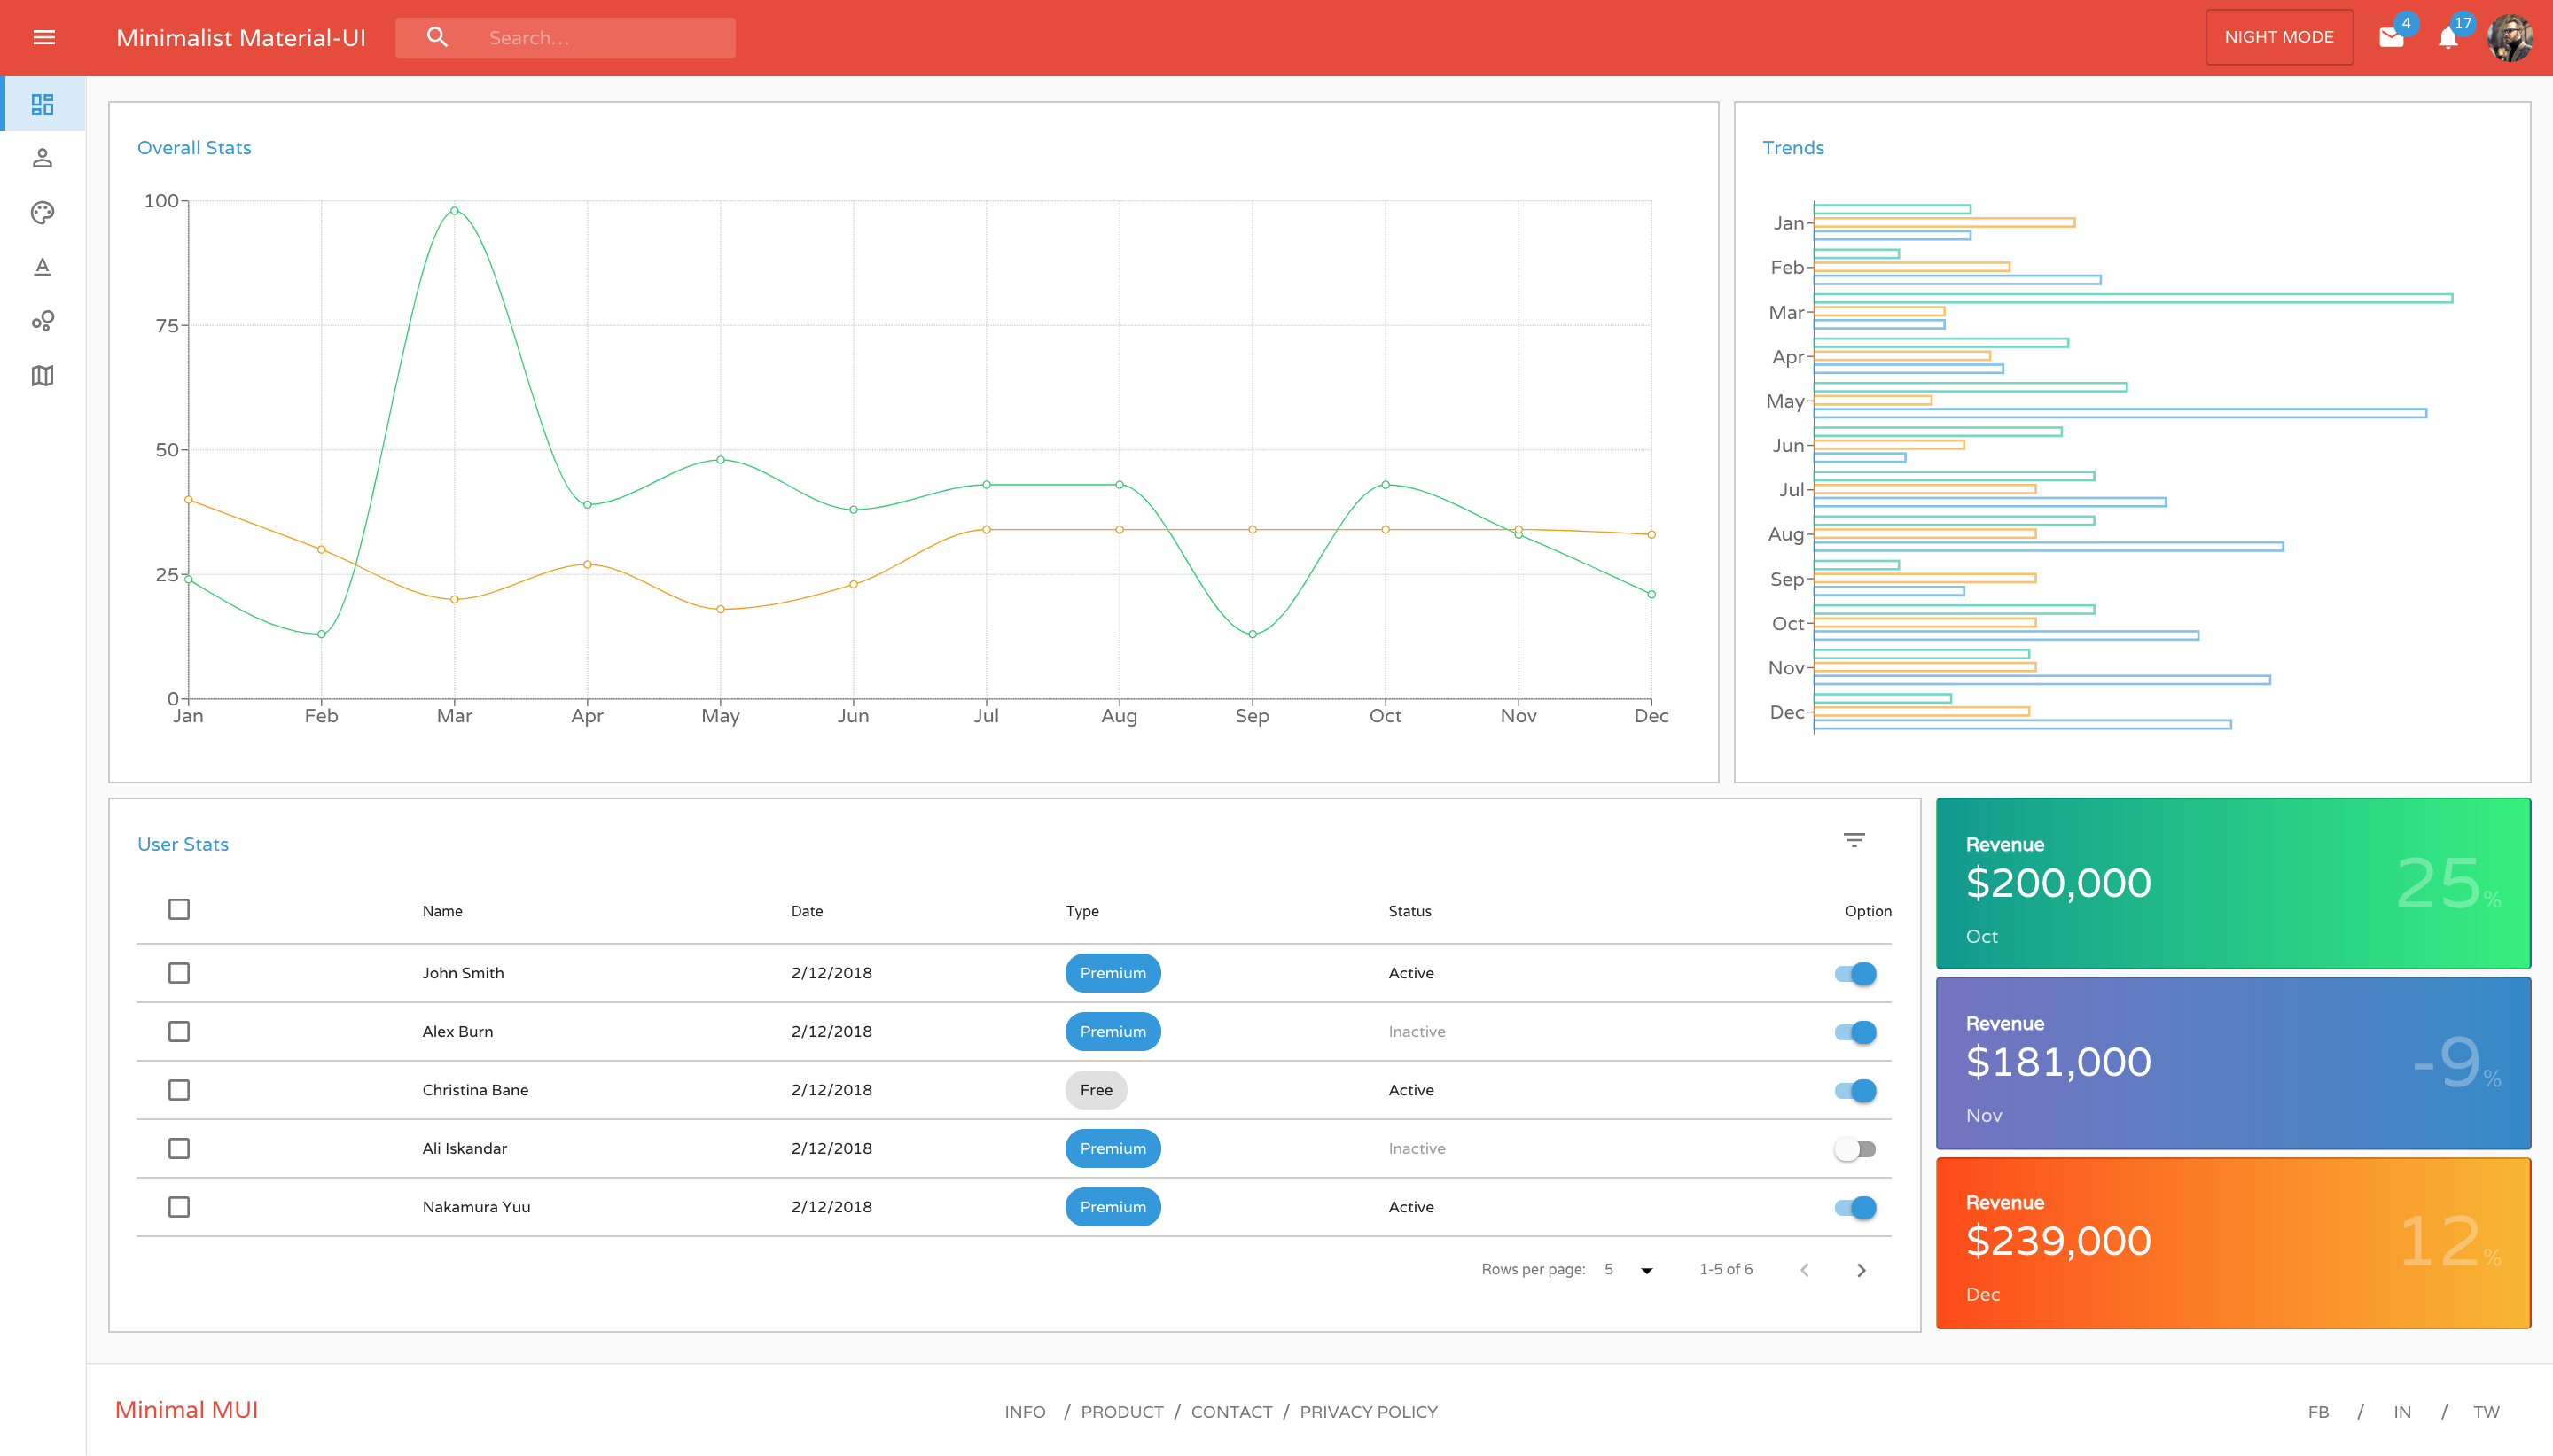 Minimalist Material-UI
Search...
NIGHT MODE
4
17
Overall Stats
100
75
50
25
0
Jan Feb Mar Apr May Jun Jul Aug Sep Oct Nov Dec
Trends
Jan
Feb
Mar
Apr
May
Jun
Jul
Aug
Sep
Oct
Nov
Dec
User Stats
Name Date Type Status Option
John Smith 2/12/2018 Premium Active
Alex Burn 2/12/2018 Premium Inactive
Christina Bane 2/12/2018 Free Active
Ali Iskandar 2/12/2018 Premium Inactive
Nakamura Yuu 2/12/2018 Premium Active
Rows per page: 5 1-5 of 6
Revenue
$200,000
25%
Oct
Revenue
$181,000
-9%
Nov
Revenue
$239,000
12%
Dec
Minimal MUI
INFO / PRODUCT / CONTACT / PRIVACY POLICY
FB / IN / TW